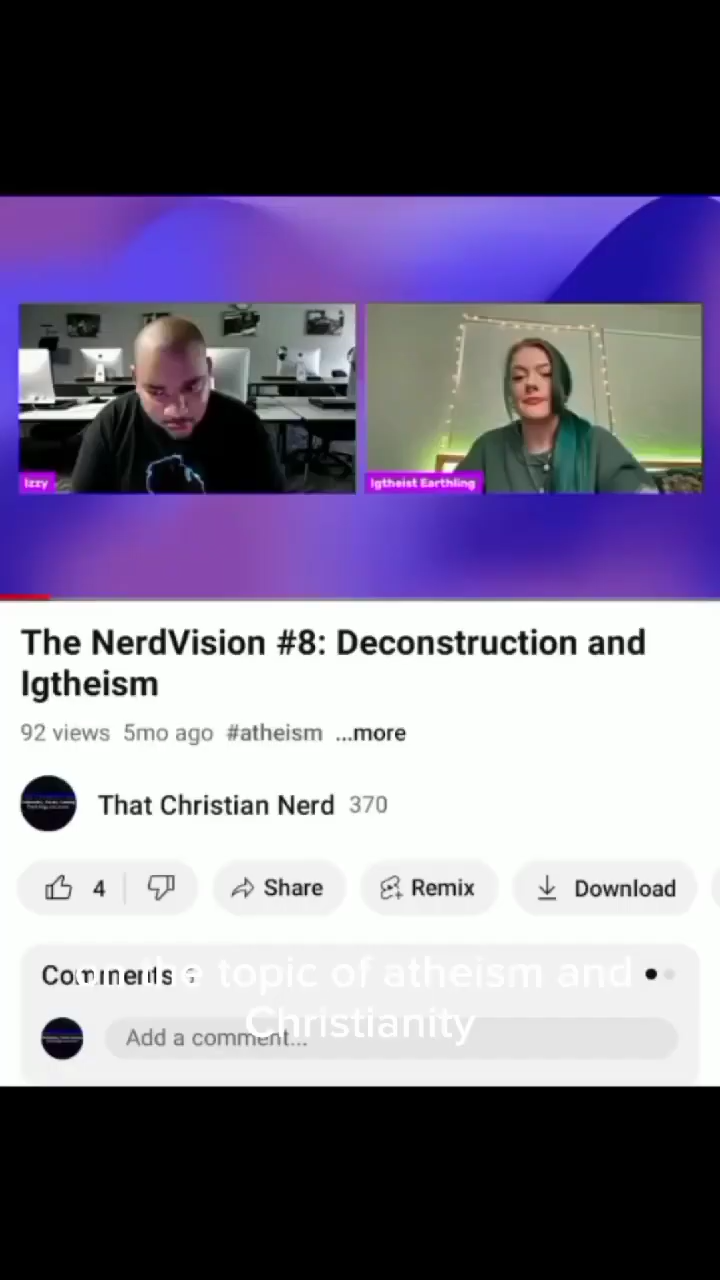 Izzy
Igtheist Earthling
The NerdVision #8: Deconstruction and
Igtheism
92 views 5mo ago #atheism ...more
That Christian Nerd 370
4 Share Remix Download
Comments
on the topic of atheism and
Christianity
Add a comment...